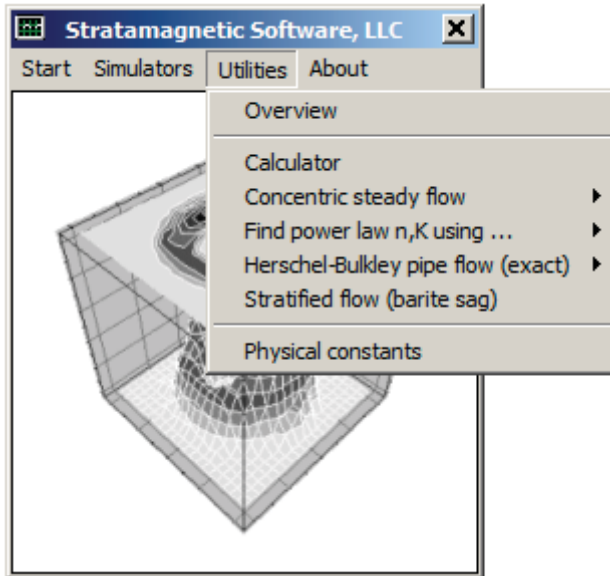 Stratamagnetic Software, LLC
Start Simulators Utilities About
Overview
Calculator
Concentric steady flow
Find power law n,K using ...
Herschel-Bulkley pipe flow (exact)
Stratified flow (barite sag)
Physical constants